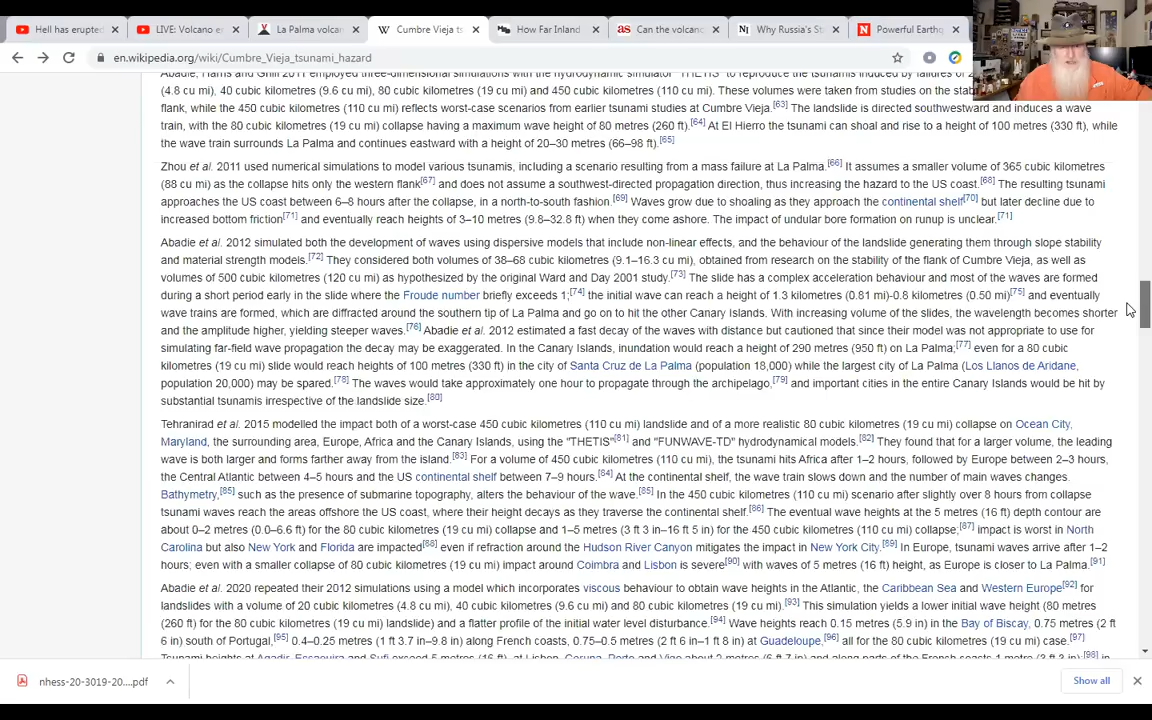 Hell has erupted
LIVE: Volcano e
La Palma volcan
Cumbre Vieja ts
How Far Inland
Can the volcano
Why Russia's St
Powerful Earthq
en.wikipedia.org/wiki/Cumbre_Vieja_tsunami_hazard
(4.8 cu mi), 40 cubic kilometres (9.6 cu mi), 80 cubic kilometres (19 cu mi) and 450 cubic kilometres (110 cu mi). These volumes were taken from studies on the stab
flank, while the 450 cubic kilometres (110 cu mi) reflects worst-case scenarios from earlier tsunami studies at Cumbre Vieja.[63] The landslide is directed southwestward and induces a wave
train, with the 80 cubic kilometres (19 cu mi) collapse having a maximum wave height of 80 metres (260 ft).[64] At El Hierro the tsunami can shoal and rise to a height of 100 metres (330 ft), while
the wave train surrounds La Palma and continues eastward with a height of 20–30 metres (66–98 ft).[65]
Zhou et al. 2011 used numerical simulations to model various tsunamis, including a scenario resulting from a mass failure at La Palma.[66] It assumes a smaller volume of 365 cubic kilometres
(88 cu mi) as the collapse hits only the western flank[67] and does not assume a southwest-directed propagation direction, thus increasing the hazard to the US coast.[68] The resulting tsunami
approaches the US coast between 6–8 hours after the collapse, in a north-to-south fashion.[69] Waves grow due to shoaling as they approach the continental shelf[70] but later decline due to
increased bottom friction[71] and eventually reach heights of 3–10 metres (9.8–32.8 ft) when they come ashore. The impact of undular bore formation on runup is unclear.[71]
Abadie et al. 2012 simulated both the development of waves using dispersive models that include non-linear effects, and the behaviour of the landslide generating them through slope stability
and material strength models.[72] They considered both volumes of 38–68 cubic kilometres (9.1–16.3 cu mi), obtained from research on the stability of the flank of Cumbre Vieja, as well as
volumes of 500 cubic kilometres (120 cu mi) as hypothesized by the original Ward and Day 2001 study.[73] The slide has a complex acceleration behaviour and most of the waves are formed
during a short period early in the slide where the Froude number briefly exceeds 1;[74] the initial wave can reach a height of 1.3 kilometres (0.81 mi)-0.8 kilometres (0.50 mi)[75] and eventually
wave trains are formed, which are diffracted around the southern tip of La Palma and go on to hit the other Canary Islands. With increasing volume of the slides, the wavelength becomes shorter
and the amplitude higher, yielding steeper waves.[76] Abadie et al. 2012 estimated a fast decay of the waves with distance but cautioned that since their model was not appropriate to use for
simulating far-field wave propagation the decay may be exaggerated. In the Canary Islands, inundation would reach a height of 290 metres (950 ft) on La Palma;[77] even for a 80 cubic
kilometres (19 cu mi) slide would reach heights of 100 metres (330 ft) in the city of Santa Cruz de La Palma (population 18,000) while the largest city of La Palma (Los Llanos de Aridane,
population 20,000) may be spared.[78] The waves would take approximately one hour to propagate through the archipelago,[79] and important cities in the entire Canary Islands would be hit by
substantial tsunamis irrespective of the landslide size.[80]
Tehranirad et al. 2015 modelled the impact both of a worst-case 450 cubic kilometres (110 cu mi) landslide and of a more realistic 80 cubic kilometres (19 cu mi) collapse on Ocean City,
Maryland, the surrounding area, Europe, Africa and the Canary Islands, using the "THETIS"[81] and "FUNWAVE-TD" hydrodynamical models.[82] They found that for a larger volume, the leading
wave is both larger and forms farther away from the island.[83] For a volume of 450 cubic kilometres (110 cu mi), the tsunami hits Africa after 1–2 hours, followed by Europe between 2–3 hours,
the Central Atlantic between 4–5 hours and the US continental shelf between 7–9 hours.[84] At the continental shelf, the wave train slows down and the number of main waves changes.
Bathymetry,[85] such as the presence of submarine topography, alters the behaviour of the wave.[85] In the 450 cubic kilometres (110 cu mi) scenario after slightly over 8 hours from collapse
tsunami waves reach the areas offshore the US coast, where their height decays as they traverse the continental shelf.[86] The eventual wave heights at the 5 metres (16 ft) depth contour are
about 0–2 metres (0.0–6.6 ft) for the 80 cubic kilometres (19 cu mi) collapse and 1–5 metres (3 ft 3 in–16 ft 5 in) for the 450 cubic kilometres (110 cu mi) collapse;[87] impact is worst in North
Carolina but also New York and Florida are impacted[88] even if refraction around the Hudson River Canyon mitigates the impact in New York City.[89] In Europe, tsunami waves arrive after 1–2
hours; even with a smaller collapse of 80 cubic kilometres (19 cu mi) impact around Coimbra and Lisbon is severe[90] with waves of 5 metres (16 ft) height, as Europe is closer to La Palma.[91]
Abadie et al. 2020 repeated their 2012 simulations using a model which incorporates viscous behaviour to obtain wave heights in the Atlantic, the Caribbean Sea and Western Europe[92] for
landslides with a volume of 20 cubic kilometres (4.8 cu mi), 40 cubic kilometres (9.6 cu mi) and 80 cubic kilometres (19 cu mi).[93] This simulation yields a lower initial wave height (80 metres
(260 ft) for the 80 cubic kilometres (19 cu mi) landslide) and a flatter profile of the initial water level disturbance.[94] Wave heights reach 0.15 metres (5.9 in) in the Bay of Biscay, 0.75 metres (2 ft
6 in) south of Portugal,[95] 0.4–0.25 metres (1 ft 3.7 in–9.8 in) along French coasts, 0.75–0.5 metres (2 ft 6 in–1 ft 8 in) at Guadeloupe,[96] all for the 80 cubic kilometres (19 cu mi) case.[97]
nhess-20-3019-20....pdf
Show all